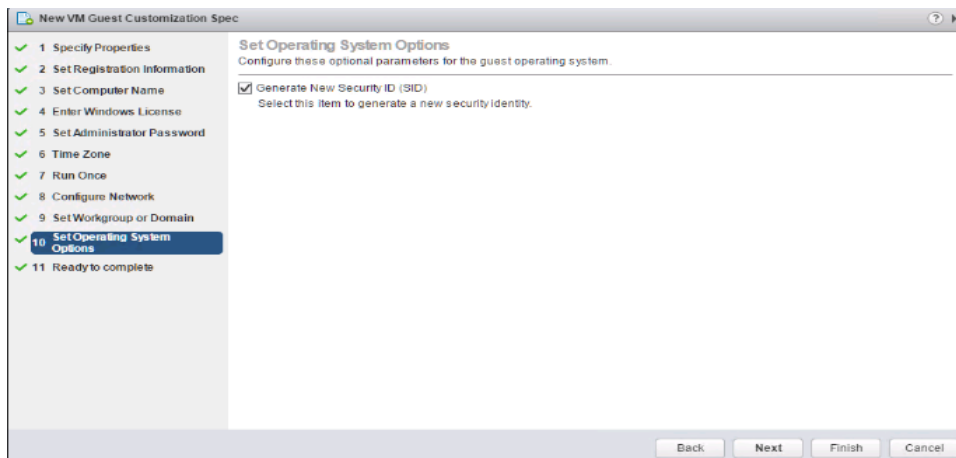 New VM Guest Customization Spec
?
1 Specify Properties
2 Set Registration Information
3 Set Computer Name
4 Enter Windows License
5 Set Administrator Password
6 Time Zone
7 Run Once
8 Configure Network
9 Set Workgroup or Domain
10 Set Operating System
Options
11 Ready to complete
Set Operating System Options
Configure these optional parameters for the guest operating system.
Generate New Security ID (SID)
Select this item to generate a new security identity.
Back Next Finish Cancel